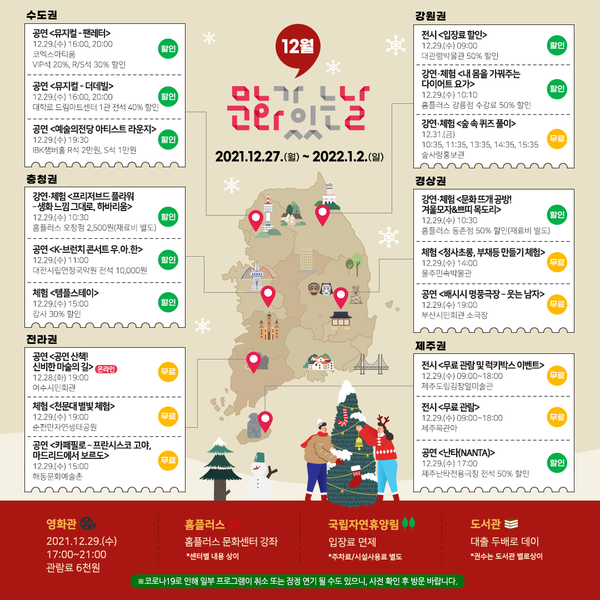 수도권
공연 <뮤지컬 - 팬레터>
12.29.(수) 16:00, 20:00
코엑스아티움
VIP석 20%, R/S석 30% 할인
할인
공연 <뮤지컬 - 더데빌>
12.29.(수) 16:00, 20:00
대학로 드림아트센터 1관 전석 40% 할인
할인
공연 <예술의전당 아티스트 라운지>
12.29.(수) 19:30
IBK챔버홀 R석 2만원, S석 1만원
할인
충청권
강연·체험 <프리저브드 플라워
- 생화 느낌 그대로, 하바리움>
12.29.(수) 10:30
홈플러스 오창점 2,500원(재료비 별도)
할인
공연 <K-브런치 콘서트 우.아.한>
12.29.(수) 11:00
대전시립연정국악원 전석 10,000원
할인
체험 <템플스테이>
12.29.(수) 15:00
갑사 30% 할인
할인
전라권
공연 <공연 산책!
신비한 마술의 길> 온라인
12.28.(화) 19:00
여수시민회관
무료
체험 <천문대 별빛 체험>
12.29.(수) 19:00
순천만자연생태공원
무료
공연 <카페필로 - 프란시스코 고야,
마드리드에서 보르도>
12.29.(수) 15:00
해동문화예술촌
무료
12월
문화가 있는 날
2021.12.27.(월) ~ 2022.1.2.(일)
강원권
전시 <입장료 할인>
12.29.(수) 09:00
대관령박물관 50% 할인
할인
강연·체험 <내 몸을 가꿔주는
다이어트 요가>
12.29.(수) 10:10
홈플러스 강릉점 수강료 50% 할인
할인
강연·체험 <숲 속 퀴즈 풀이>
12.31.(금)
10:35, 11:35, 13:35, 14:35, 15:35
숲사랑홍보관
무료
경상권
강연·체험 <문화 뜨개 공방!
겨울모자&쁘띠 목도리>
12.29.(수) 10:30
홈플러스 동촌점 50% 할인(재료비 별도)
할인
체험 <청사초롱, 부채등 만들기 체험>
12.29.(수) 14:00
울주민속박물관
무료
공연 <배시시 명품극장 - 웃는 남자>
12.29.(수) 19:00
부산시민회관 소극장
무료
제주권
전시 <무료 관람 및 럭키박스 이벤트>
12.29.(수) 09:00~18:00
제주도립김창열미술관
무료
전시 <무료 관람>
12.29.(수) 09:00~18:00
제주목관아
무료
공연 <난타(NANTA)>
12.29.(수) 17:00
제주난타전용극장 전석 50% 할인
할인
영화관
2021.12.29.(수)
17:00~21:00
관람료 6천원
홈플러스
홈플러스 문화센터 강좌
*센터별 내용 상이
국립자연휴양림
입장료 면제
*주차료/시설사용료 별도
도서관
대출 두배로 데이
*권수는 도서관 별로상이
※코로나19로 인해 일부 프로그램이 취소 또는 잠정 연기 될 수도 있으니, 사전 확인 후 방문 바랍니다.